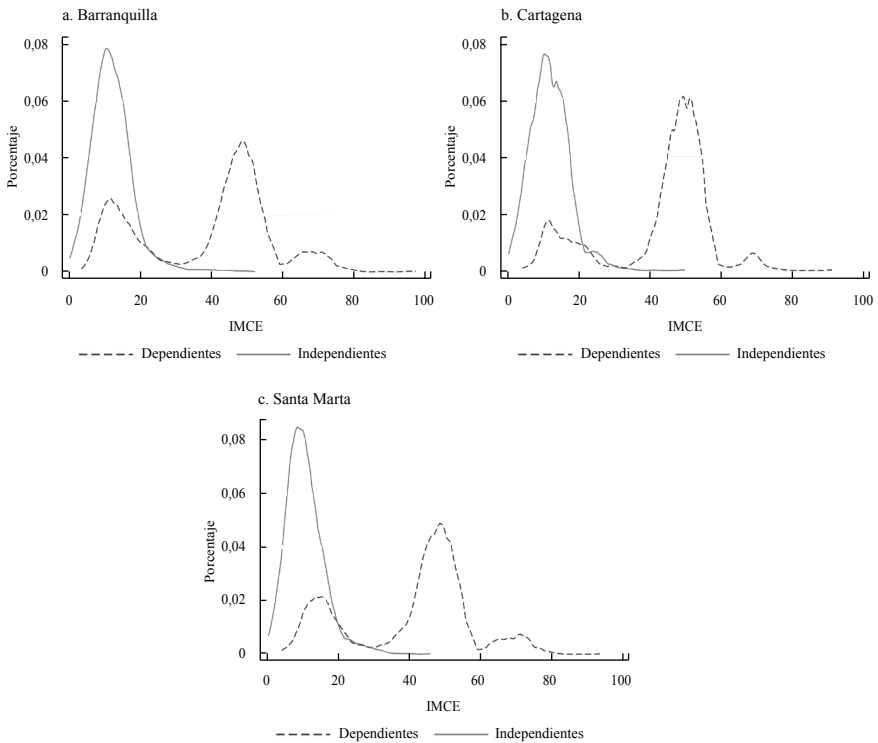 a. Barranquilla
0,08
0,06
0,04
0,02
0
Porcentaje
0 20 40 60 80 100
IMCE
Dependientes Independientes
b. Cartagena
0,08
0,06
0,04
0,02
0
Porcentaje
0 20 40 60 80 100
IMCE
Dependientes Independientes
c. Santa Marta
0,08
0,06
0,04
0,02
0
Porcentaje
0 20 40 60 80 100
IMCE
Dependientes Independientes